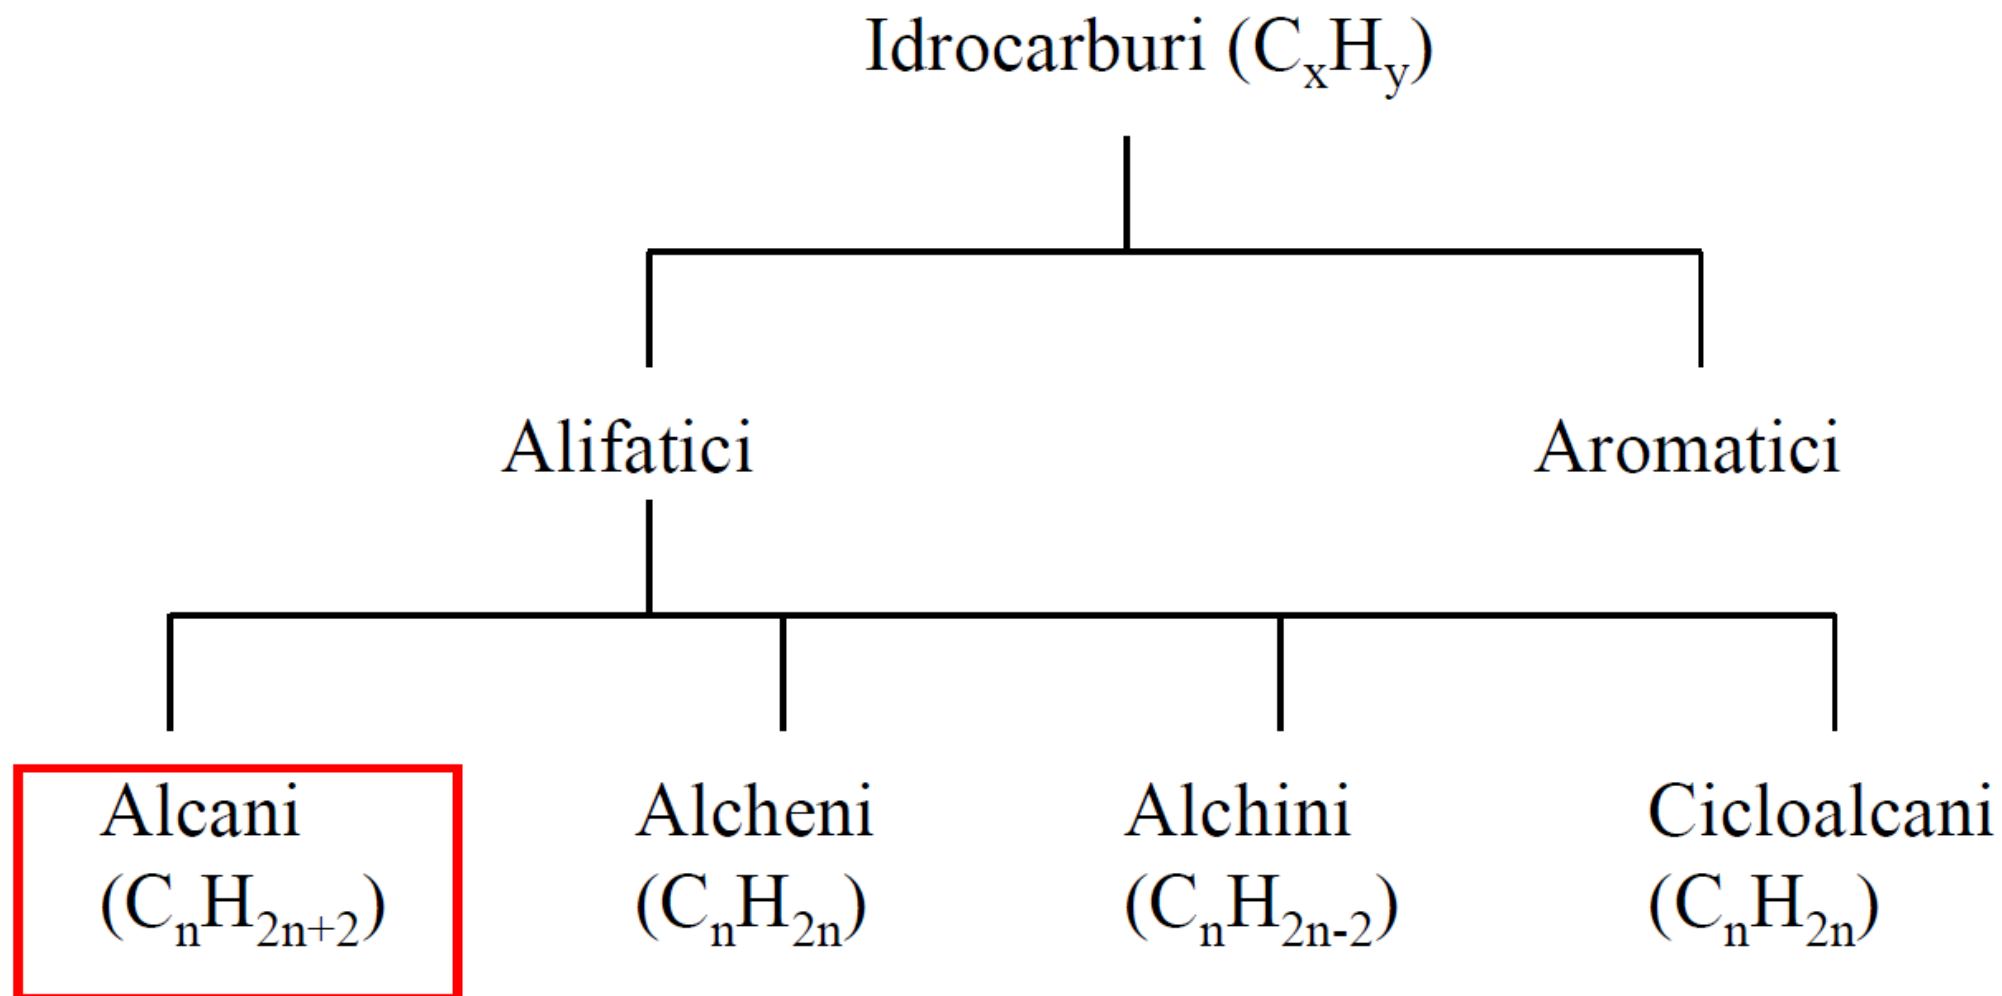 Idrocarburi (CxHy)
Alifatici
Aromatici
Alcani
(CnH2n+2)
Alcheni
(CnH2n)
Alchini
(CnH2n-2)
Cicloalcani
(CnH2n)